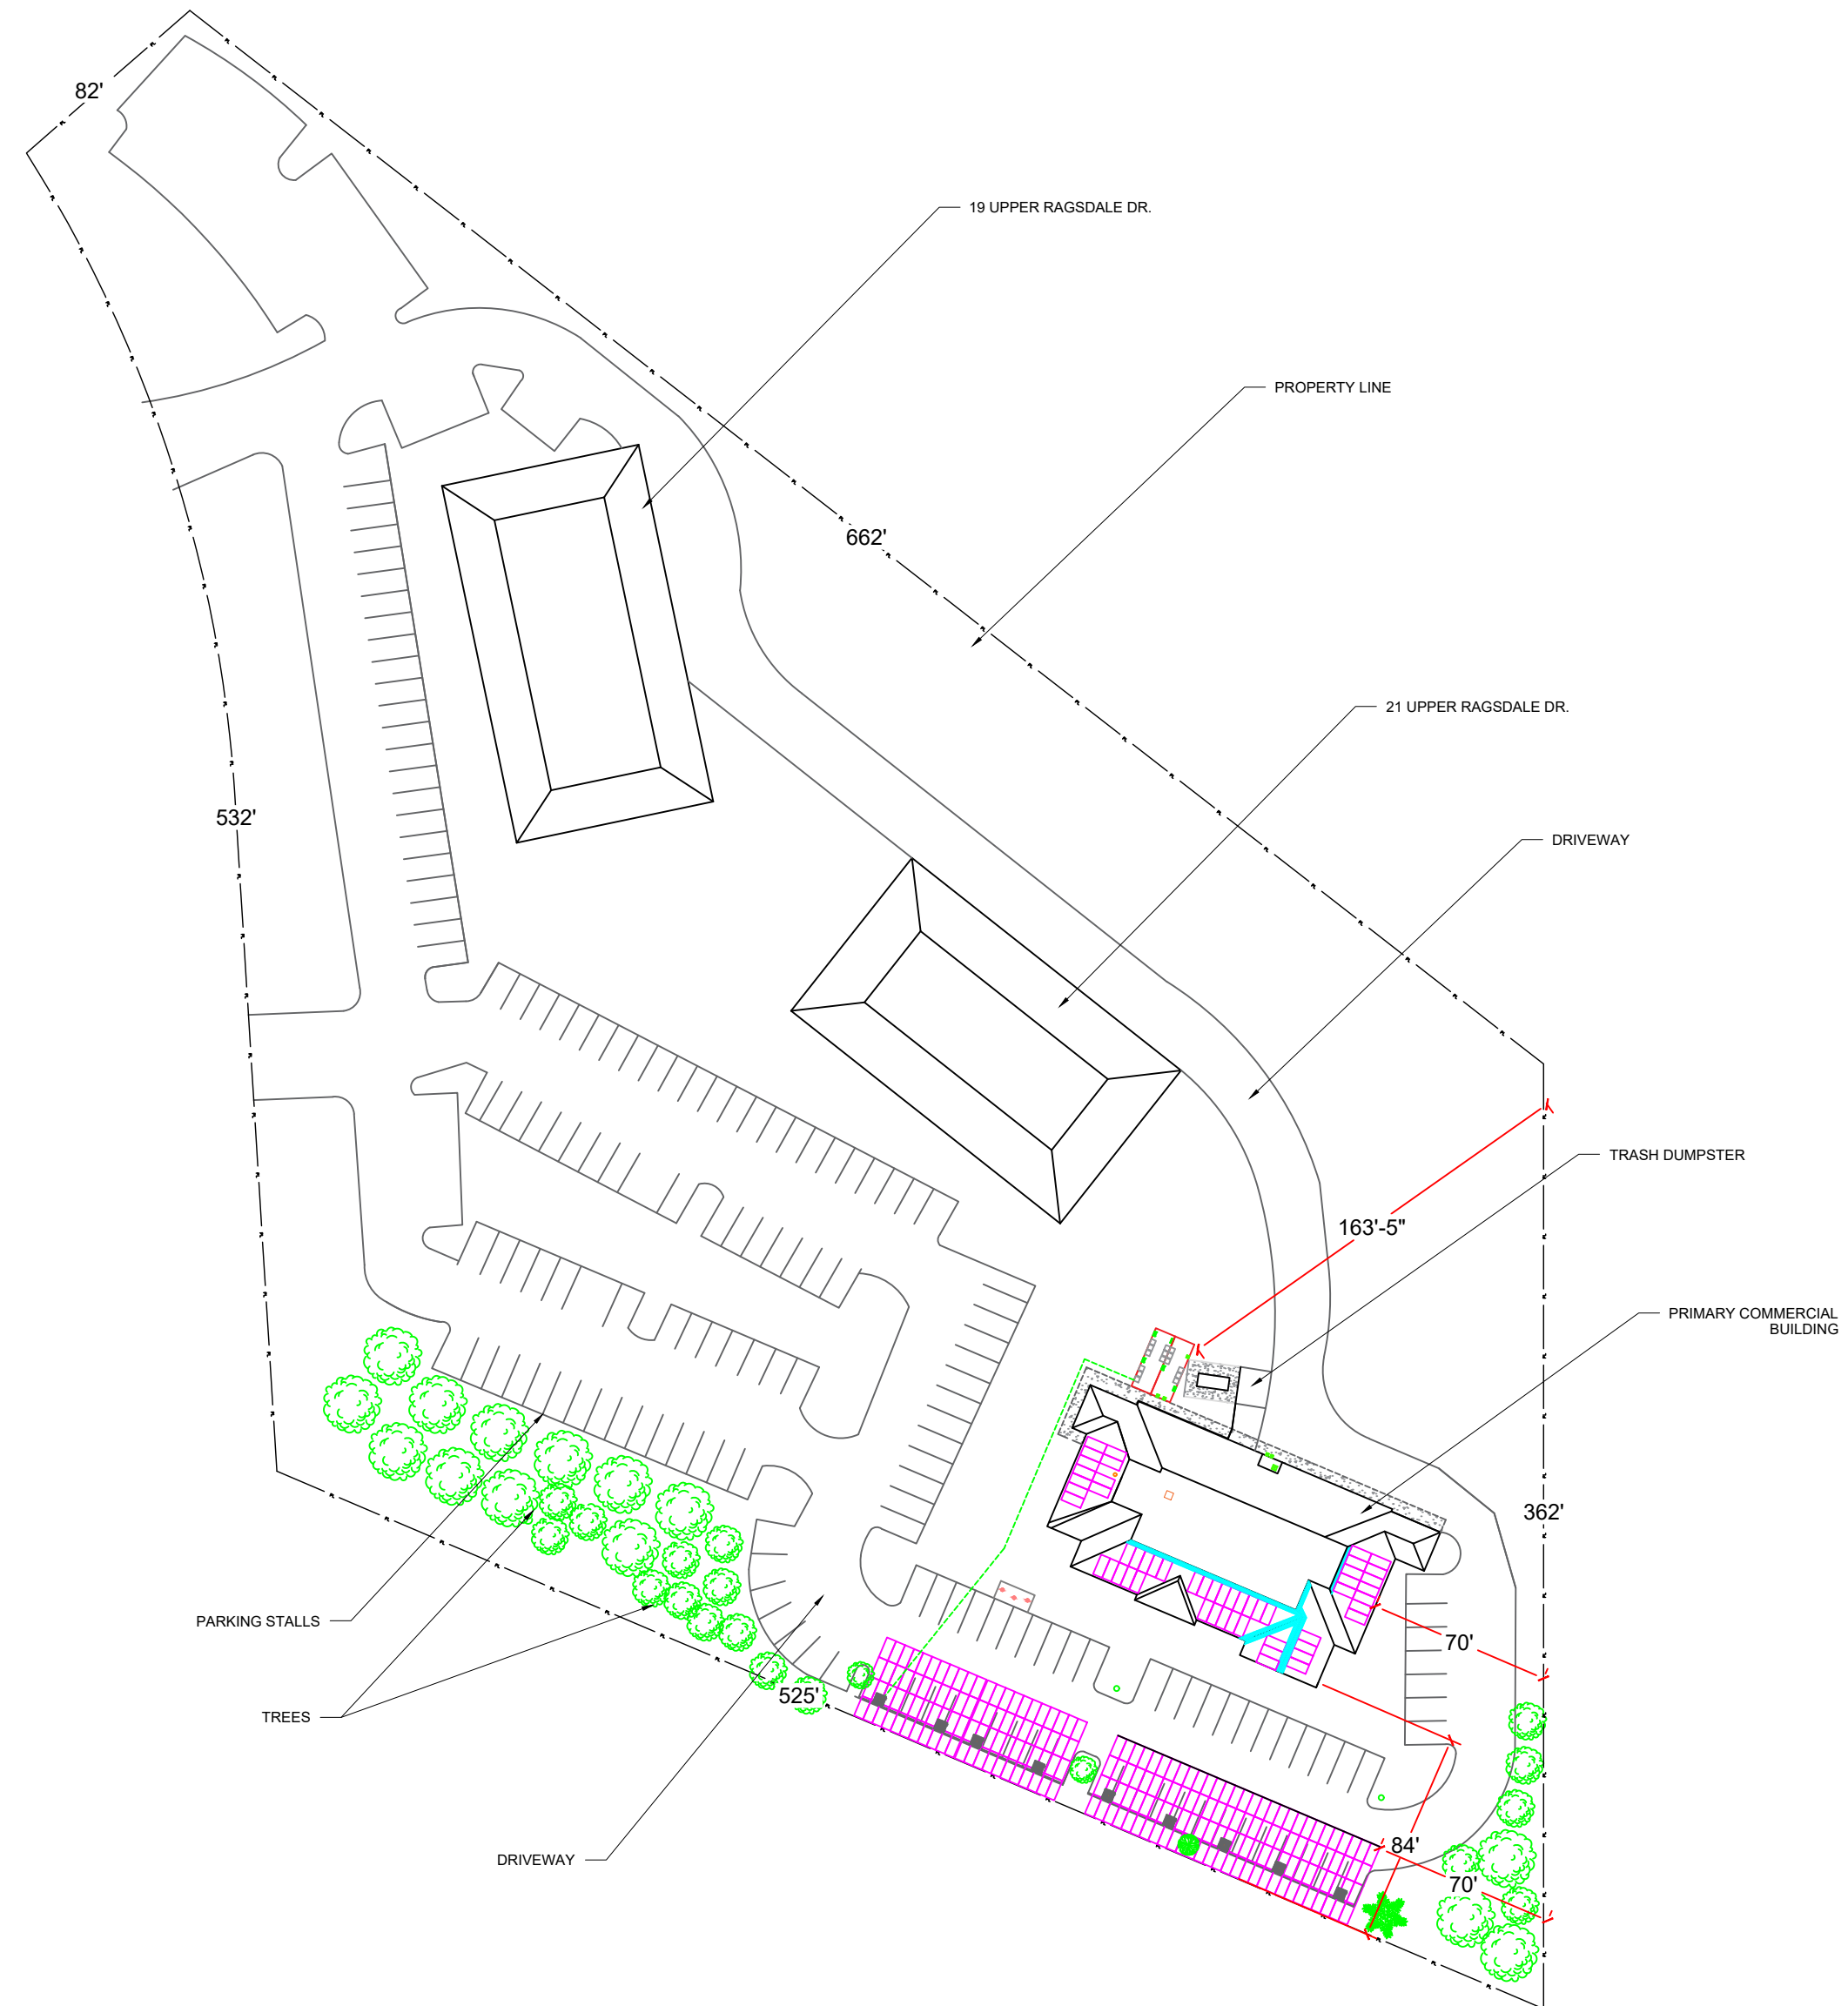 82'
19 UPPER RAGSDALE DR.
PROPERTY LINE
662'
21 UPPER RAGSDALE DR.
532'
DRIVEWAY
TRASH DUMPSTER
163'-5"
PRIMARY COMMERCIAL
BUILDING
362'
PARKING STALLS
70'
525'
TREES
84'
DRIVEWAY
70'